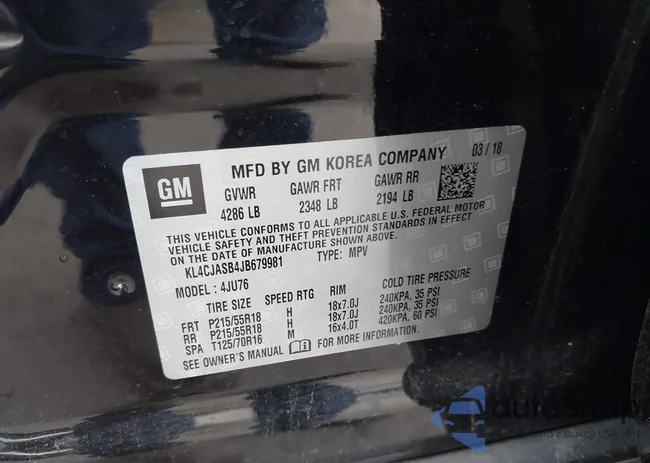 GM
MFD BY GM KOREA COMPANY 03 / 18
GVWR GAWR FRT GAWR RR
4286 LB 2348 LB 2194 LB
THIS VEHICLE CONFORMS TO ALL APPLICABLE U.S. FEDERAL MOTOR
VEHICLE SAFETY AND THEFT PREVENTION STANDARDS IN EFFECT
ON THE DATE OF MANUFACTURE SHOWN ABOVE.
KL4CJASB4JB679981 TYPE: MPV
MODEL : 4JU76
TIRE SIZE SPEED RTG RIM COLD TIRE PRESSURE
FRT P215/55R18 H 18x7.0J 240KPA, 35 PSI
RR P215/55R18 H 18x7.0J 240KPA, 35 PSI
SPA T125/70R16 M 16x4.0T 420KPA, 60 PSI
SEE OWNER'S MANUAL FOR MORE INFORMATION.